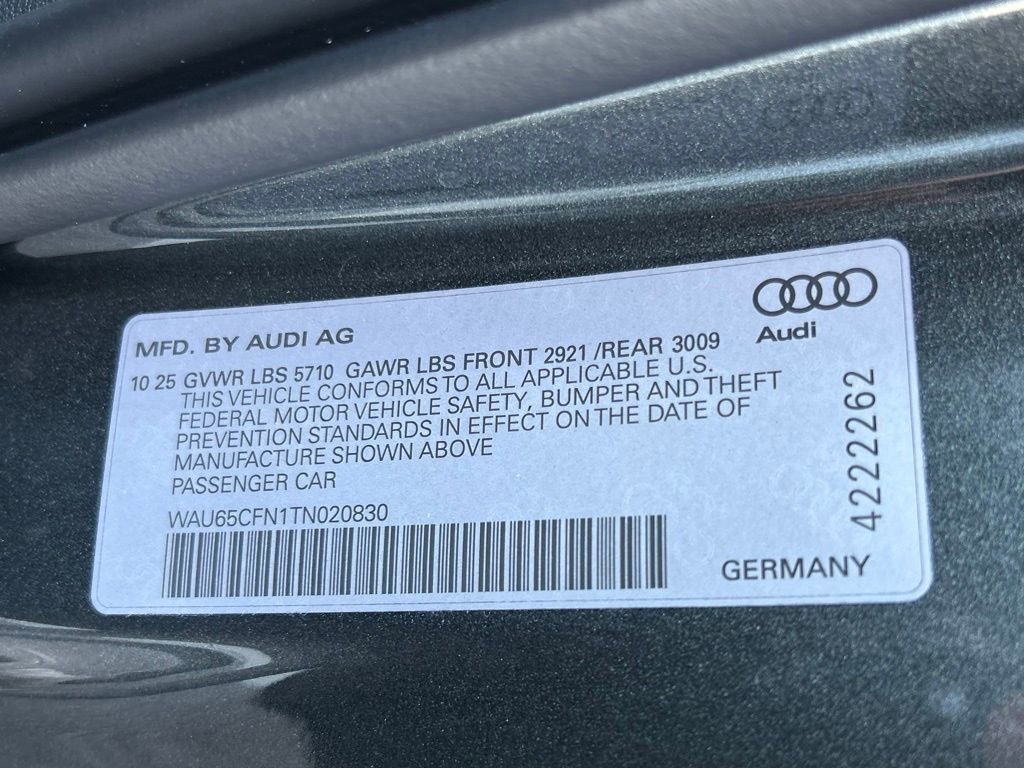 Audi
MFD. BY AUDI AG
10 25 GVWR LBS 5710 GAWR LBS FRONT 2921 /REAR 3009
THIS VEHICLE CONFORMS TO ALL APPLICABLE U.S.
FEDERAL MOTOR VEHICLE SAFETY, BUMPER AND THEFT
PREVENTION STANDARDS IN EFFECT ON THE DATE OF
MANUFACTURE SHOWN ABOVE
PASSENGER CAR
WAU65CFN1TN020830
4222262
GERMANY